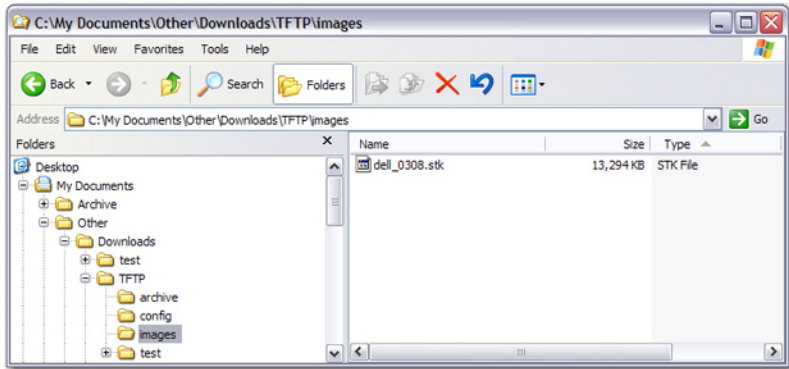 C:\My Documents\Other\Downloads\TFTP\images
File Edit View Favorites Tools Help
Back Search Folders
Address C:\My Documents\Other\Downloads\TFTP\images Go
Folders x Name Size Type
Desktop
dell_0308.stk 13,294 KB STK File
My Documents
Archive
Other
Downloads
test
TFTP
archive
config
images
test